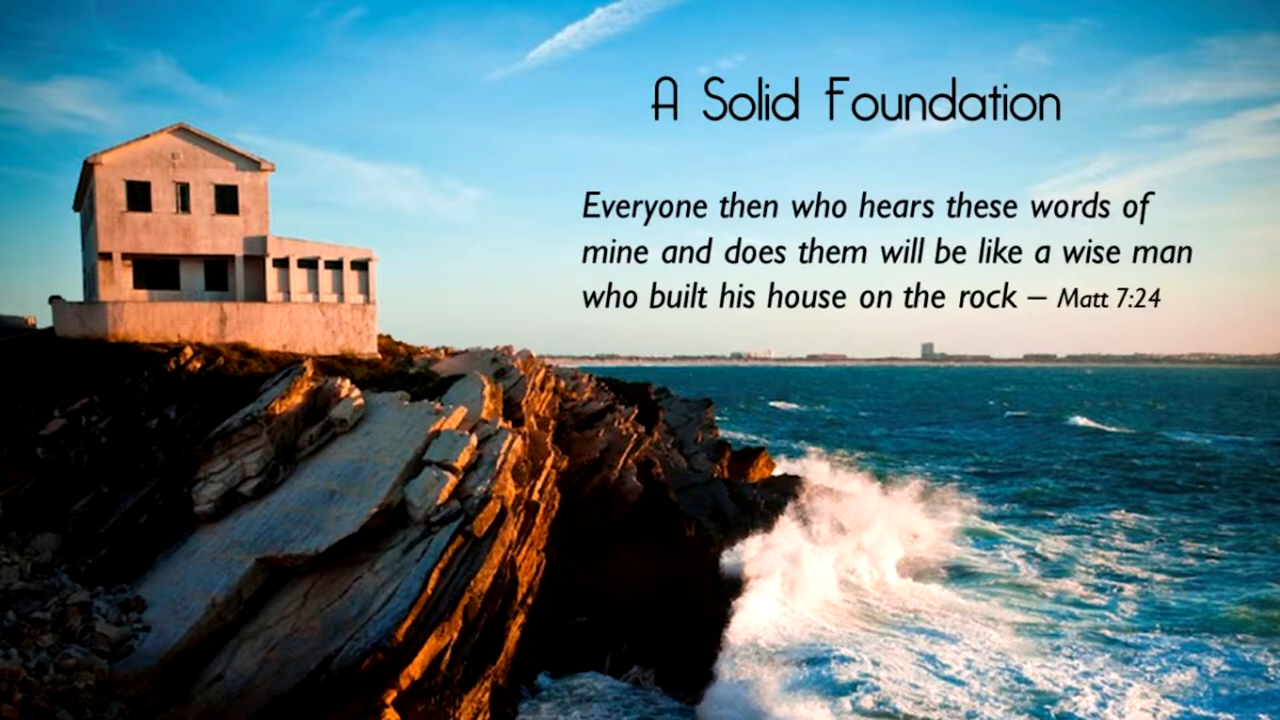 A Solid Foundation
Everyone then who hears these words of
mine and does them will be like a wise man
who built his house on the rock – Matt 7:24